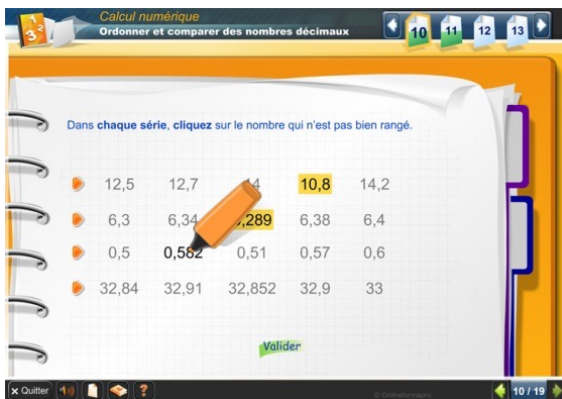 Calcul numérique
Ordonner et comparer des nombres décimaux
10 11 12 13
Dans chaque série, cliquez sur le nombre qui n'est pas bien rangé.
12,5 12,7 10,8 14,2
6,3 6,34 6,38 6,4
0,5 0,582 0,51 0,57 0,6
32,84 32,91 32,852 32,9 33
Valider
x Quitter
© Onlineformapro
10 / 19